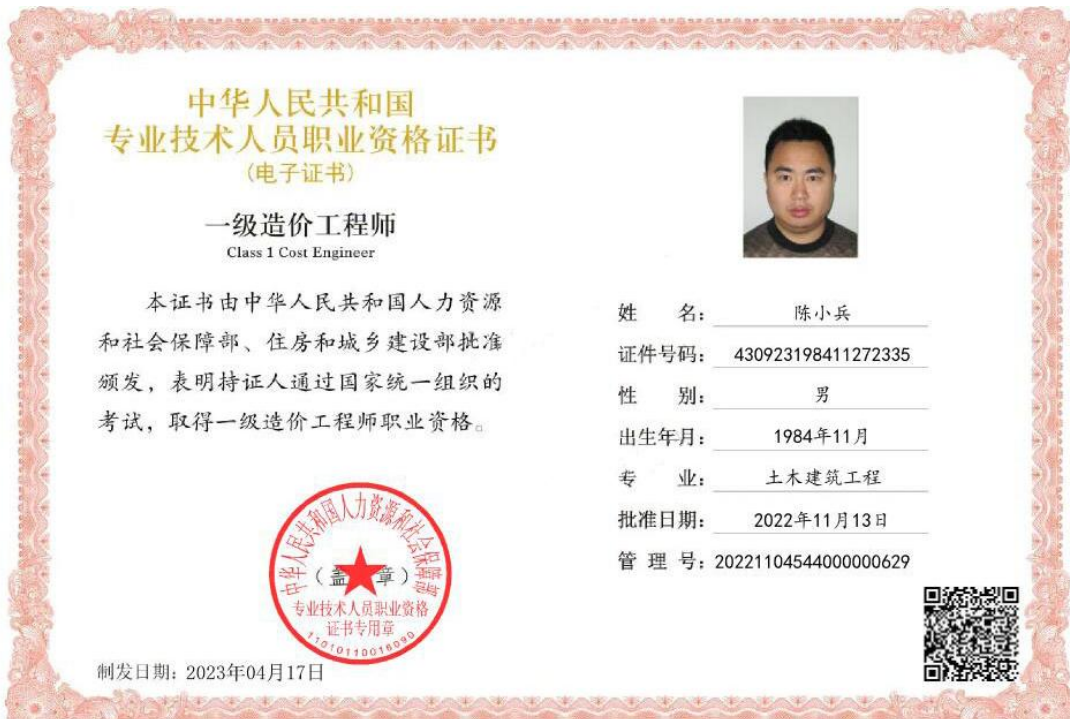 中华人民共和国
专业技术人员职业资格证书
(电子证书)
一级造价工程师
Class 1 Cost Engineer
本证书由中华人民共和国人力资源
和社会保障部、住房和城乡建设部批准
颁发，表明持证人通过国家统一组织的
考试，取得一级造价工程师职业资格。
中华人民共和国人力资源和社会保障部
(盖章)
专业技术人员职业资格
证书专用章
11010110016090
制发日期：2023年04月17日
姓名：陈小兵
证件号码：430923198411272335
性别：男
出生年月：1984年11月
专业：土木建筑工程
批准日期：2022年11月13日
管理号：20221104544000000629